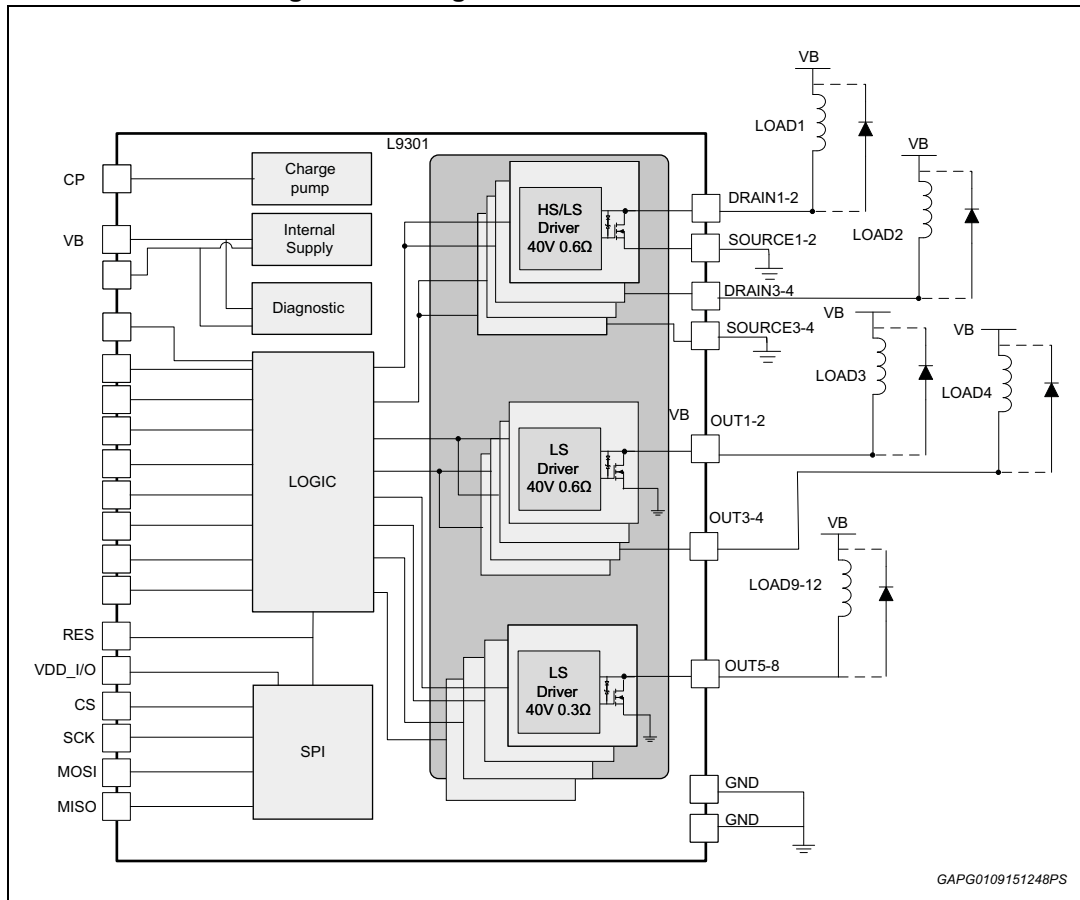 L9301
CP
VB
Charge
pump
Internal
Supply
Diagnostic
LOGIC
RES
VDD_I/O
CS
SCK
MOSI
MISO
SPI
HS/LS
Driver
40V 0.6Ω
LS
Driver
40V 0.6Ω
LS
Driver
40V 0.3Ω
VB
DRAIN1-2
SOURCE1-2
DRAIN3-4
SOURCE3-4
OUT1-2
OUT3-4
OUT5-8
GND
GND
VB
LOAD1
VB
LOAD2
VB
LOAD3
VB
LOAD4
VB
LOAD9-12
GAPG0109151248PS